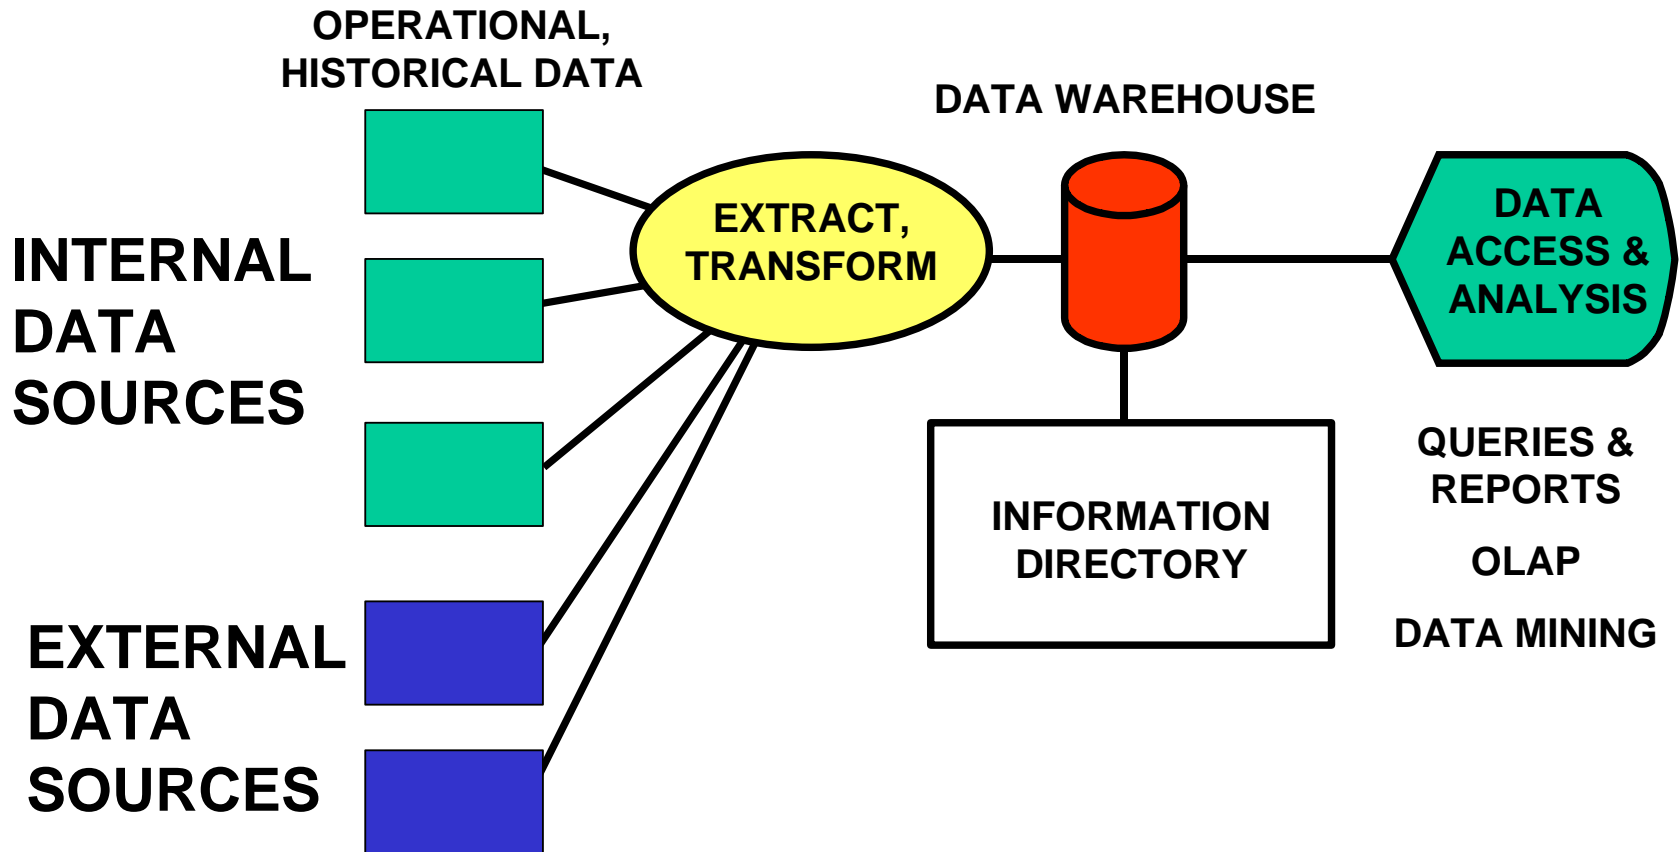 OPERATIONAL,
HISTORICAL DATA
INTERNAL
DATA
SOURCES
EXTERNAL
DATA
SOURCES
EXTRACT,
TRANSFORM
DATA WAREHOUSE
INFORMATION
DIRECTORY
DATA
ACCESS &
ANALYSIS
QUERIES &
REPORTS
OLAP
DATA MINING